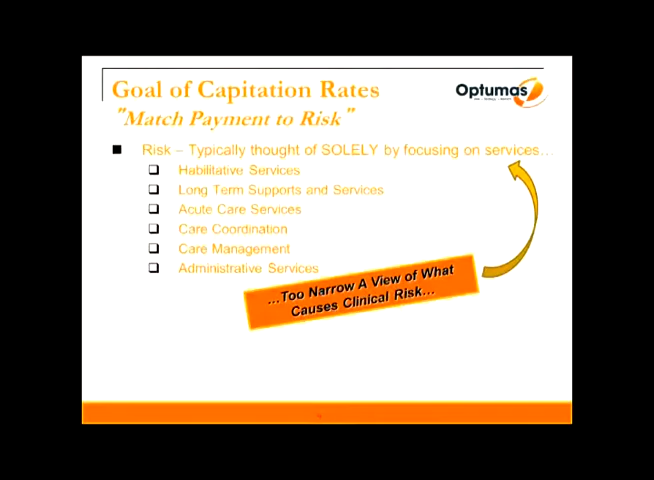 Goal of Capitation Rates
"Match Payment to Risk"
Optumas
Risk – Typically thought of SOLELY by focusing on services…
Habilitative Services
Long Term Supports and Services
Acute Care Services
Care Coordination
Care Management
Administrative Services
…Too Narrow A View of What
Causes Clinical Risk…